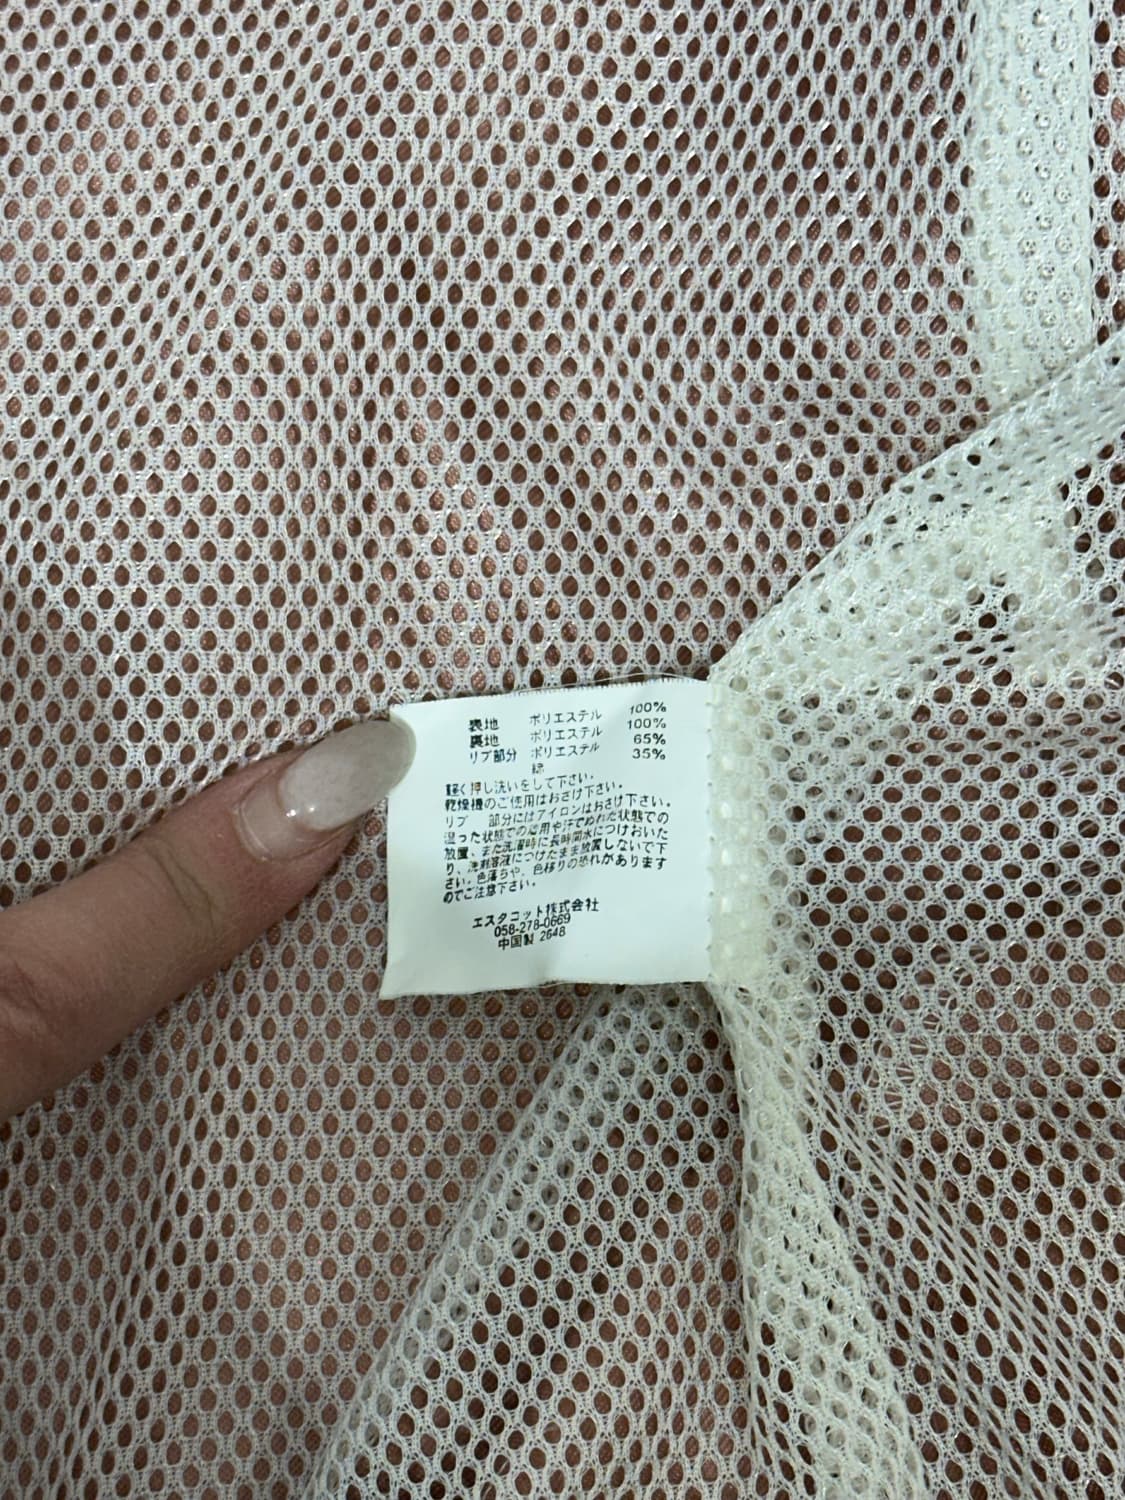 表地 ポリエステル 100%
裏地 ポリエステル 100%
リブ部分 ポリエステル 65%
綿 35%
軽く押し洗いをして下さい。
乾燥機のご使用はおさけ下さい。
リブ 部分にはアイロンはおさけ下さい。
湿った状態での着用や汗でぬれた状態での
放置、また洗濯時に長時間水につけおいた
り、洗剤溶液につけたまま放置しないで下
さい。色落ちや、色移りの恐れがあります
のでご注意下さい。
エスタコット株式会社
058-278-0669
中国製 2648